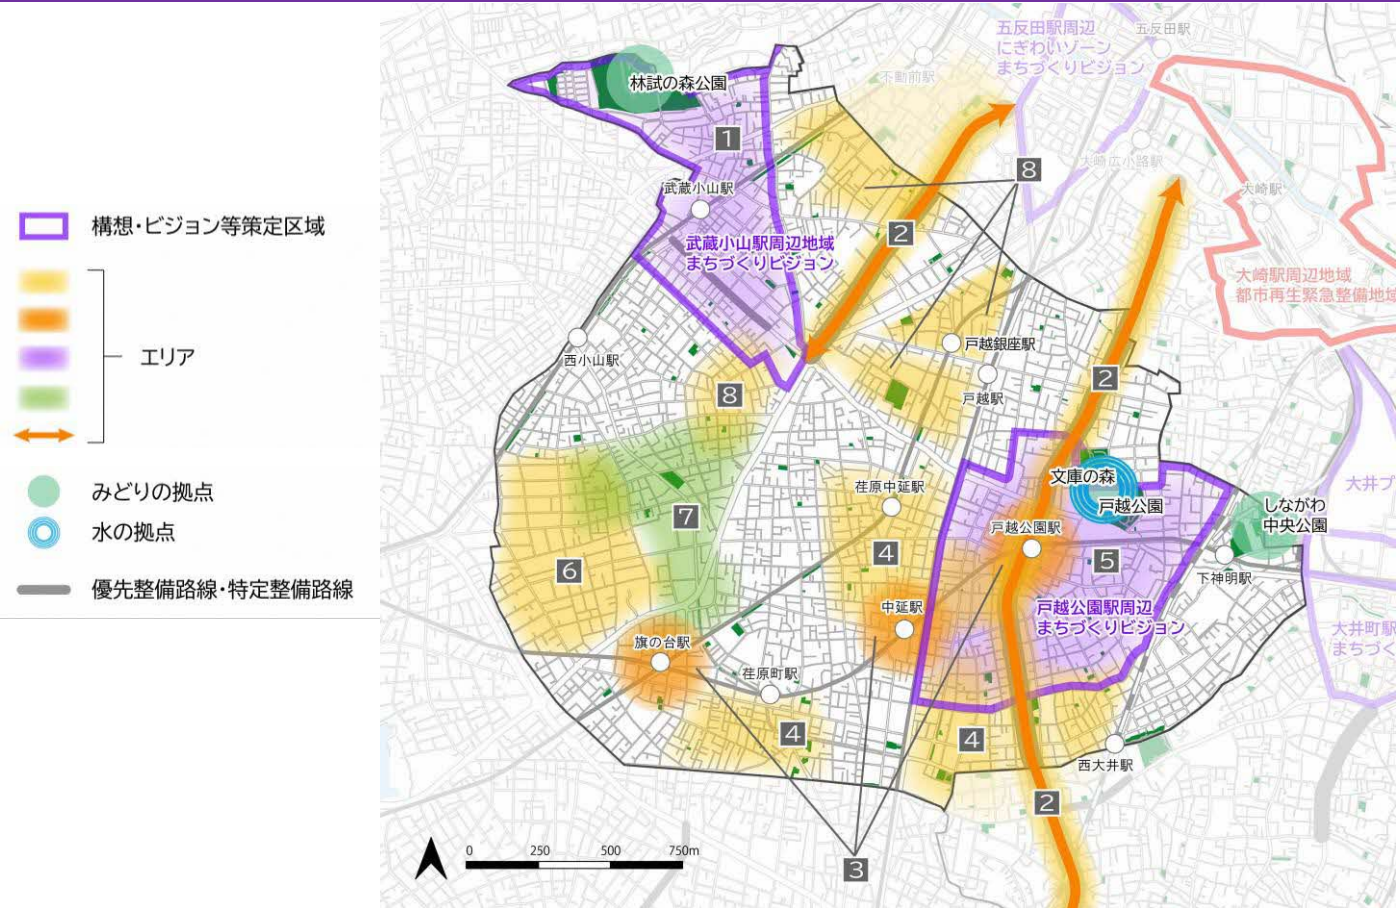 構想・ビジョン等策定区域
エリア
みどりの拠点
水の拠点
優先整備路線・特定整備路線
五反田駅周辺
にぎわいゾーン
まちづくりビジョン
五反田駅
不動前駅
林試の森公園
1
大崎広小路駅
8
武蔵小山駅
大崎駅
2
武蔵小山駅周辺地域
まちづくりビジョン
大崎駅周辺地域
都市再生緊急整備地域
戸越銀座駅
西小山駅
2
8
戸越駅
文庫の森
荏原中延駅
大井プ
戸越公園
しながわ
中央公園
7
戸越公園駅
4
5
6
下神明駅
中延駅
戸越公園駅周辺
まちづくりビジョン
大井町駅
まちづく
旗の台駅
荏原町駅
4
4
西大井駅
2
0 250 500 750m
3